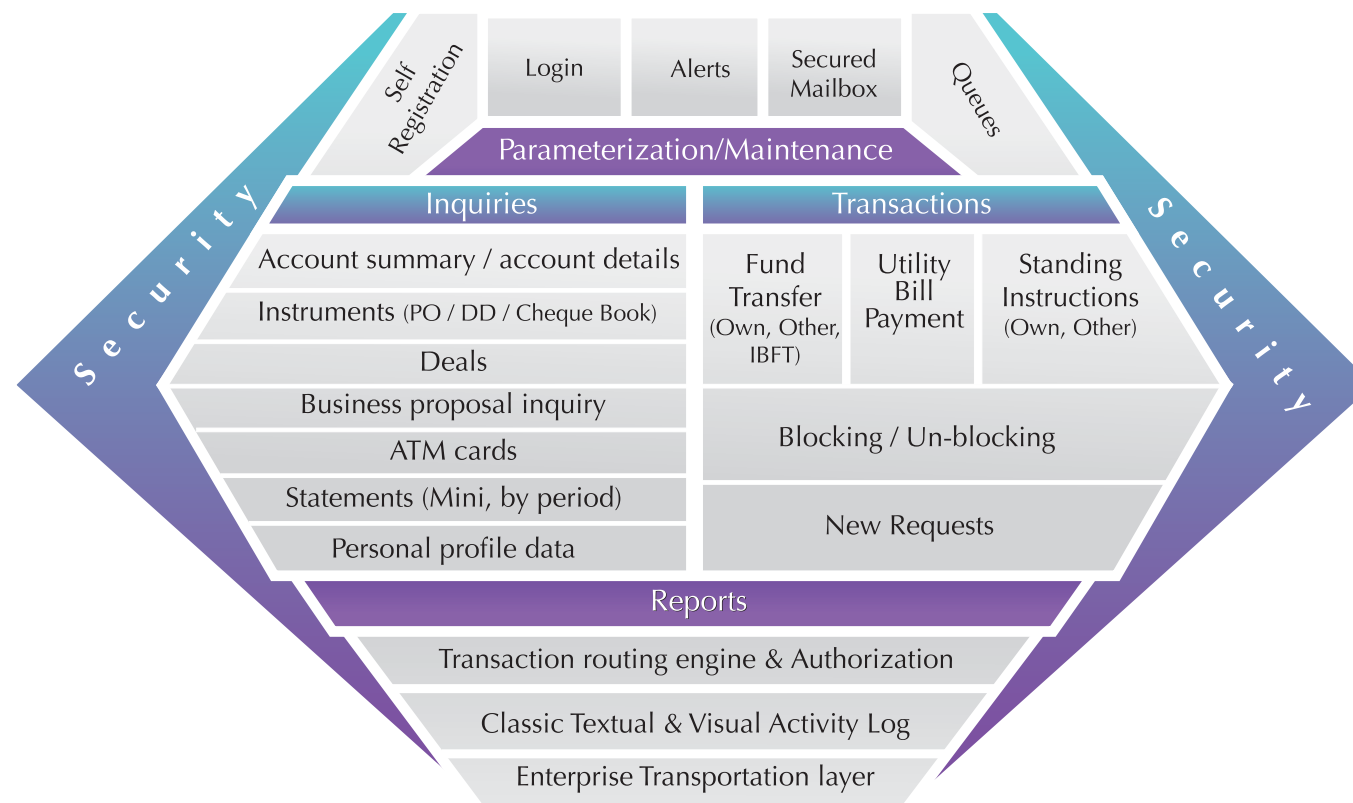 Self
Registration
Login
Alerts
Secured
Mailbox
Queues
Parameterization/Maintenance
Security
Security
Inquiries
Account summary / account details
Instruments (PO / DD / Cheque Book)
Deals
Business proposal inquiry
ATM cards
Statements (Mini, by period)
Personal profile data
Transactions
Fund
Transfer
(Own, Other,
IBFT)
Utility
Bill
Payment
Standing
Instructions
(Own, Other)
Blocking / Un-blocking
New Requests
Reports
Transaction routing engine & Authorization
Classic Textual & Visual Activity Log
Enterprise Transportation layer